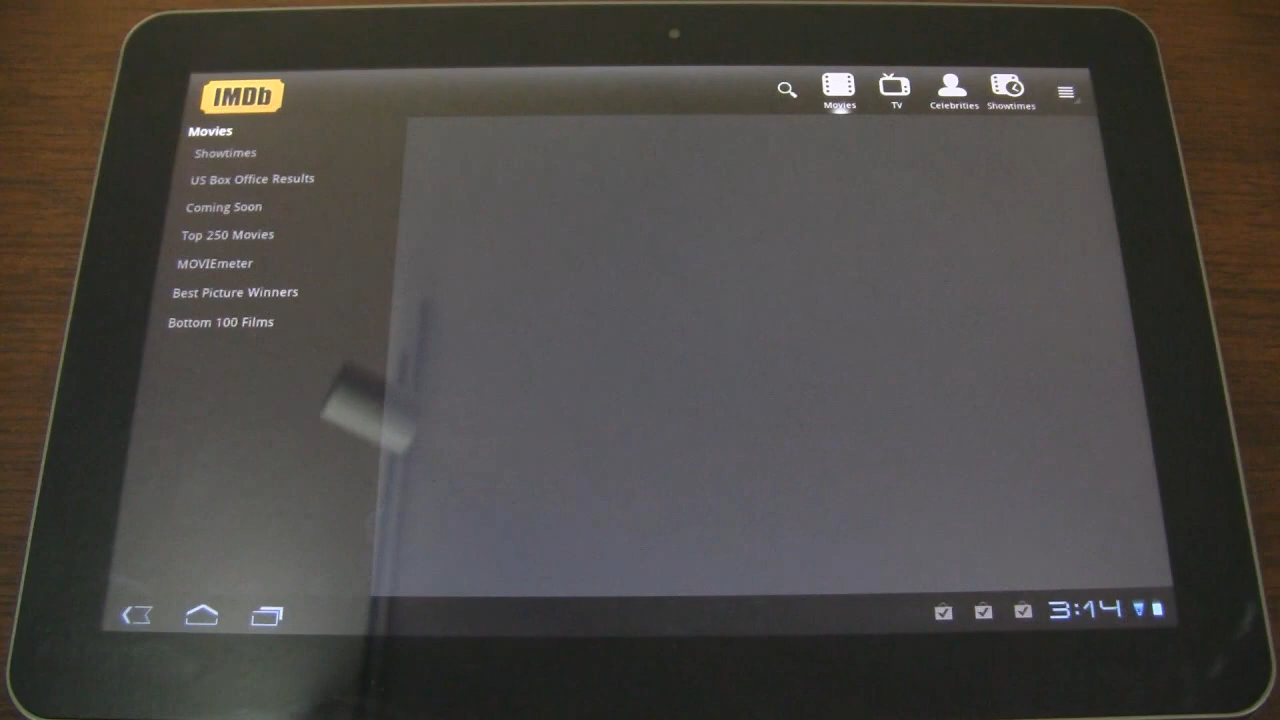 IMDb
Movies TV Celebrities Showtimes
Movies
Showtimes
US Box Office Results
Coming Soon
Top 250 Movies
MOVIEmeter
Best Picture Winners
Bottom 100 Films
3:14